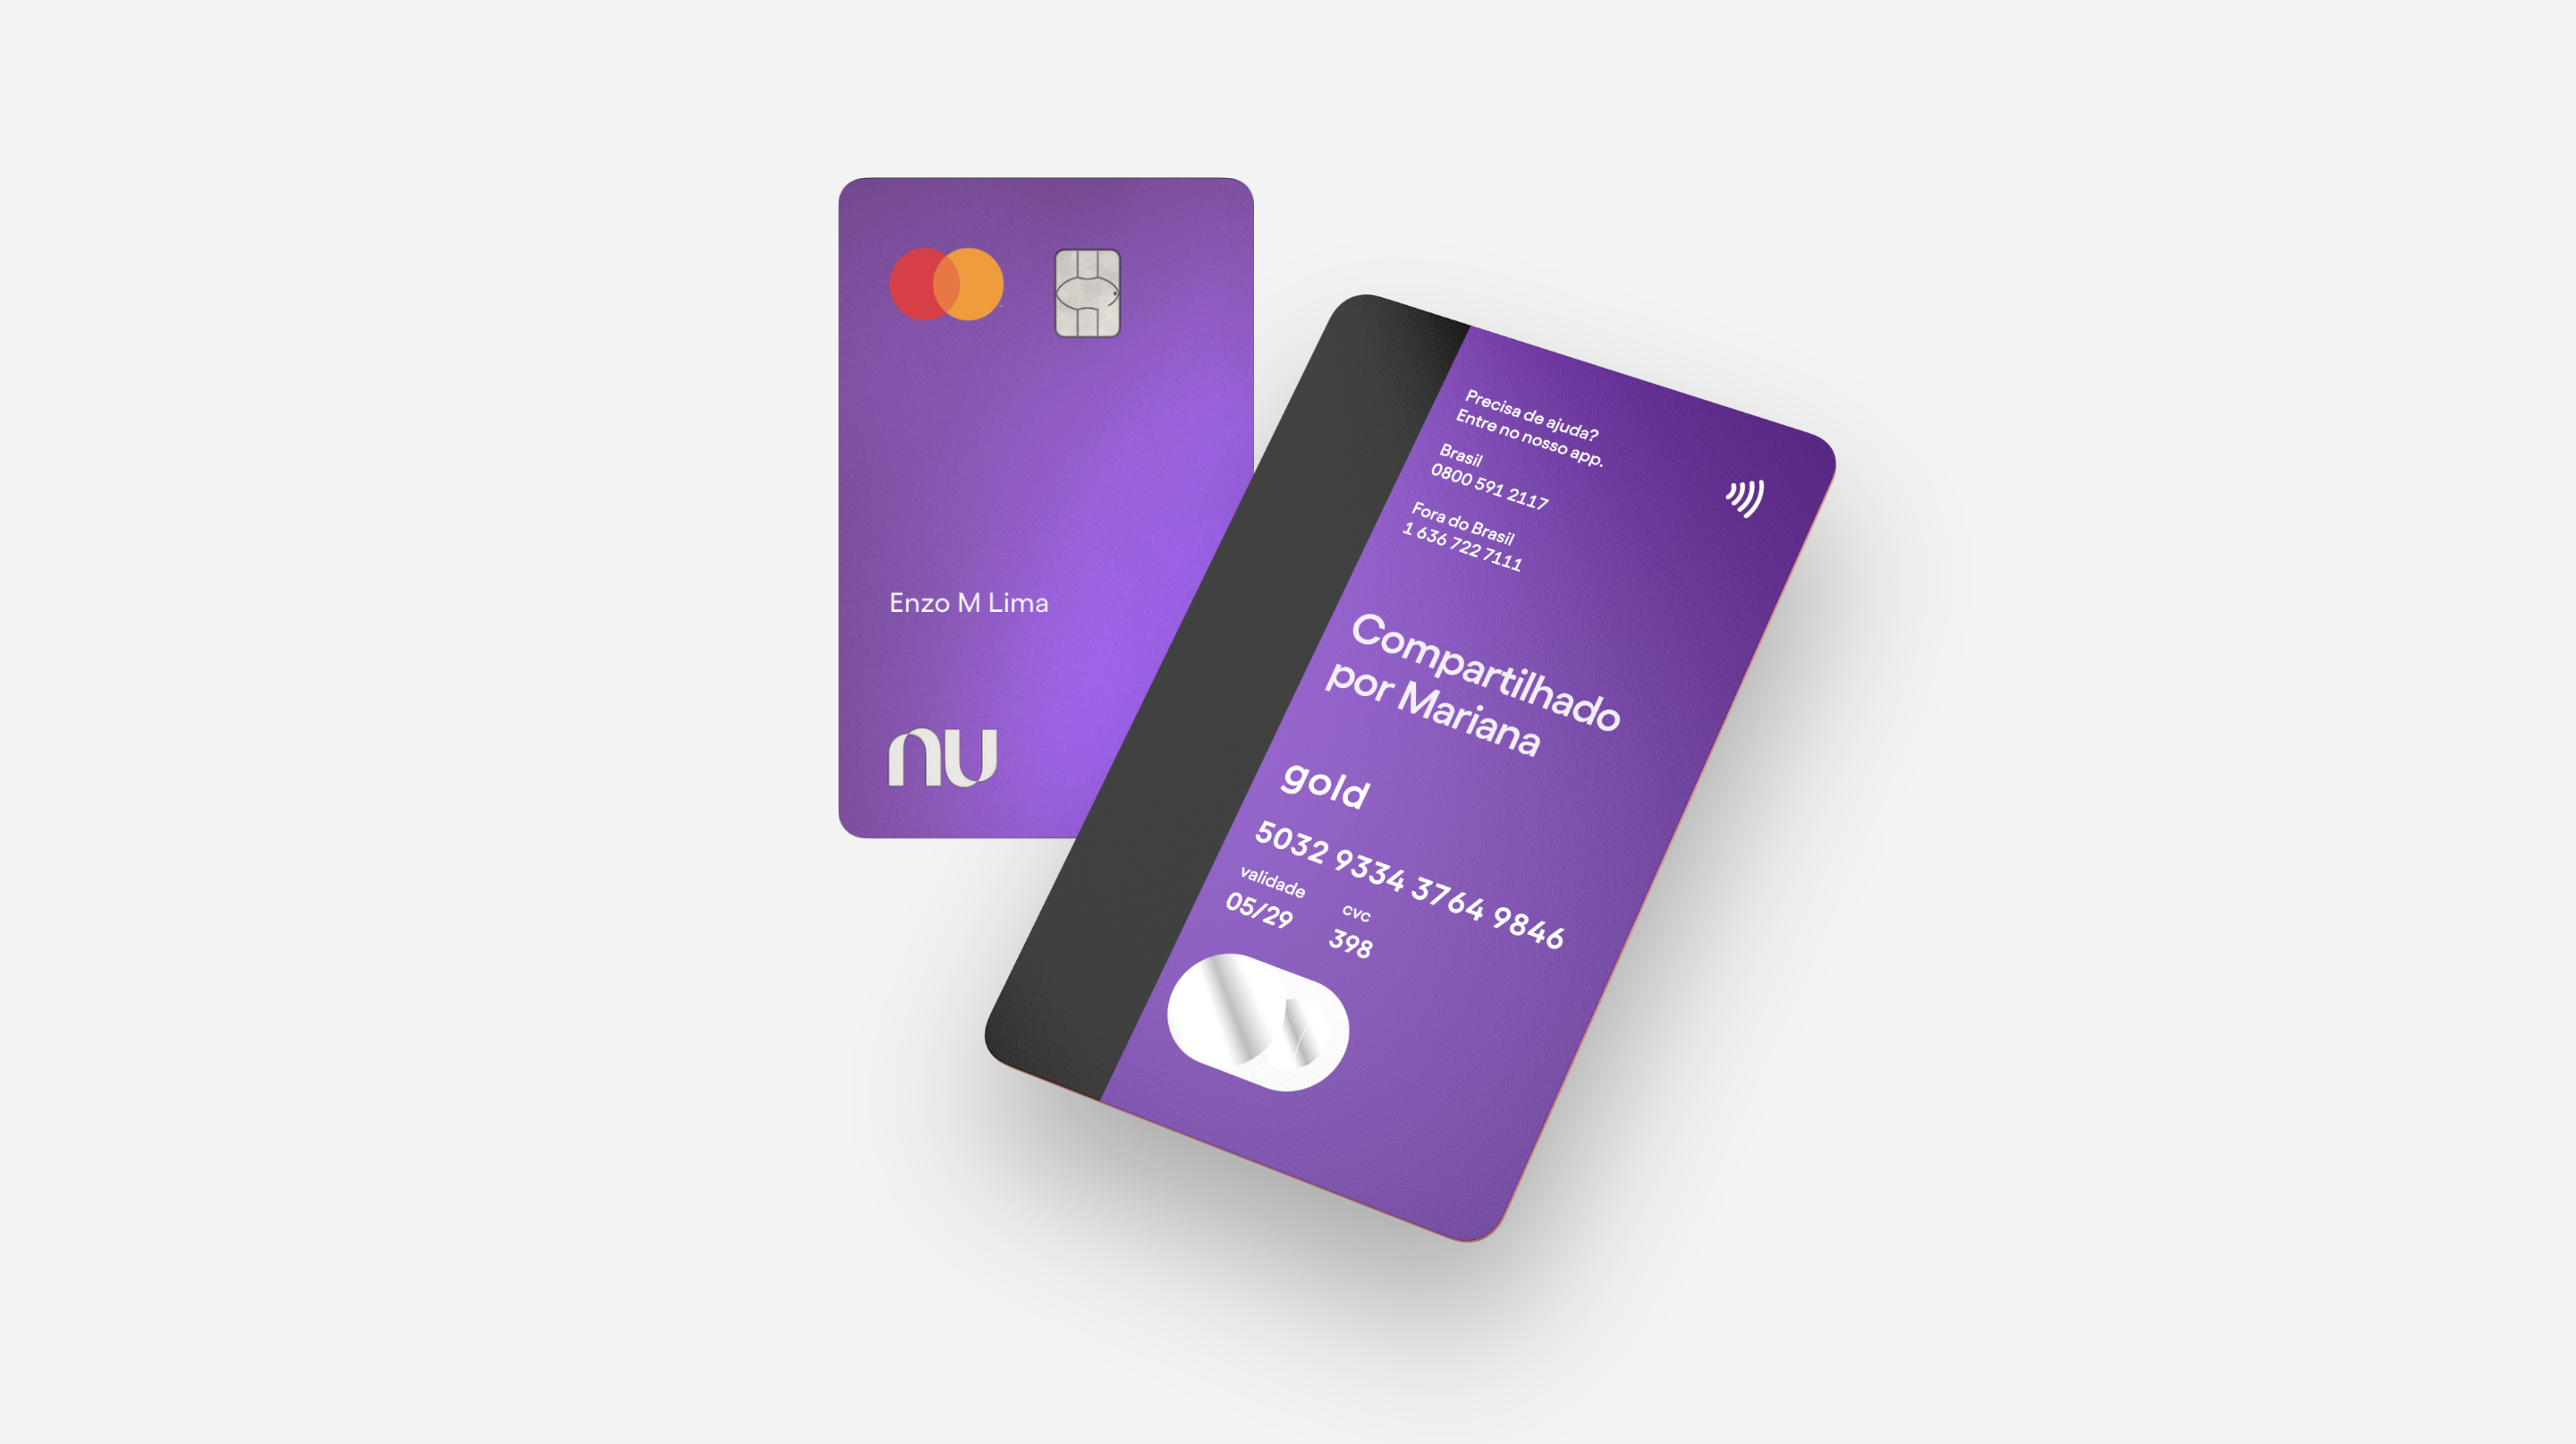 Enzo M Lima
nu
Precisa de ajuda?
Entre no nosso app.
Brasil
0800 591 2117
Fora do Brasil
1 636 722 7111
Compartilhado
por Mariana
gold
5032 9334 3764 9846
validade
05/29
cvc
398